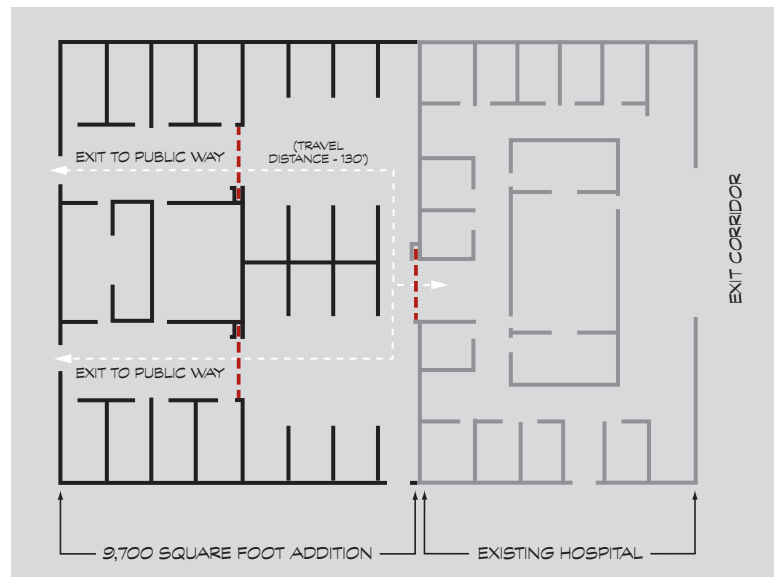 EXIT TO PUBLIC WAY
(TRAVEL
DISTANCE - 130')
EXIT CORRIDOR
EXIT TO PUBLIC WAY
9,700 SQUARE FOOT ADDITION
EXISTING HOSPITAL